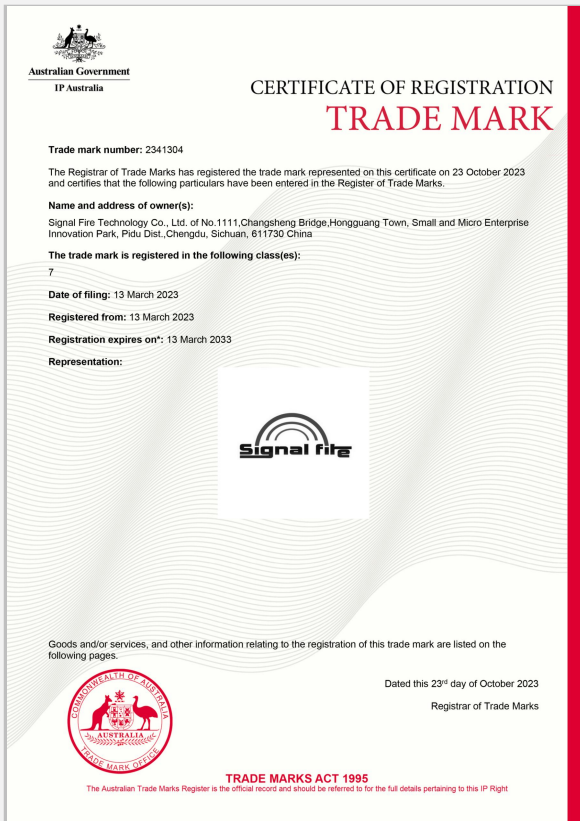 Australian Government
IP Australia
CERTIFICATE OF REGISTRATION
TRADE MARK
Trade mark number: 2341304
The Registrar of Trade Marks has registered the trade mark represented on this certificate on 23 October 2023
and certifies that the following particulars have been entered in the Register of Trade Marks.
Name and address of owner(s):
Signal Fire Technology Co., Ltd. of No.1111,Changsheng Bridge,Hongguang Town, Small and Micro Enterprise
Innovation Park, Pidu Dist.,Chengdu, Sichuan, 611730 China
The trade mark is registered in the following class(es):
7
Date of filing: 13 March 2023
Registered from: 13 March 2023
Registration expires on*: 13 March 2033
Representation:
Signal fire
Goods and/or services, and other information relating to the registration of this trade mark are listed on the
following pages.
COMMONWEALTH OF AUSTRALIA
AUSTRALIA
TRADE MARK OFFICE
Dated this 23rd day of October 2023
Registrar of Trade Marks
TRADE MARKS ACT 1995
The Australian Trade Marks Register is the official record and should be referred to for the full details pertaining to this IP Right